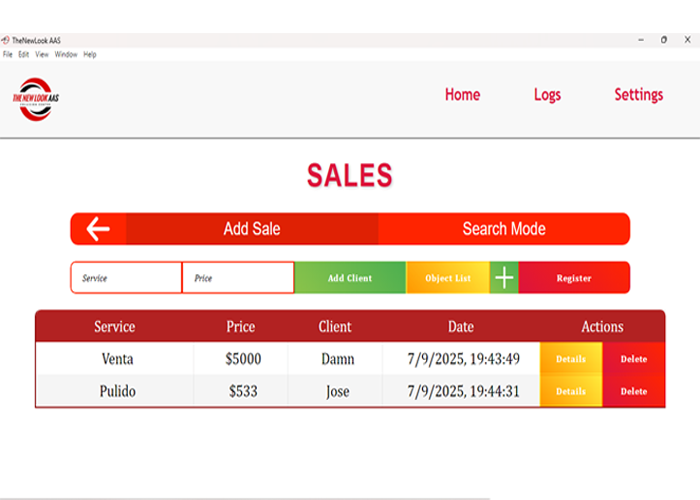 TheNewLook AAS
File Edit View Window Help
THE NEW LOOK AAS
Home Logs Settings
SALES
Add Sale Search Mode
Service Price Add Client Object List Register
Service Price Client Date Actions
Venta $5000 Damn 7/9/2025, 19:43:49 Details Delete
Pulido $533 Jose 7/9/2025, 19:44:31 Details Delete